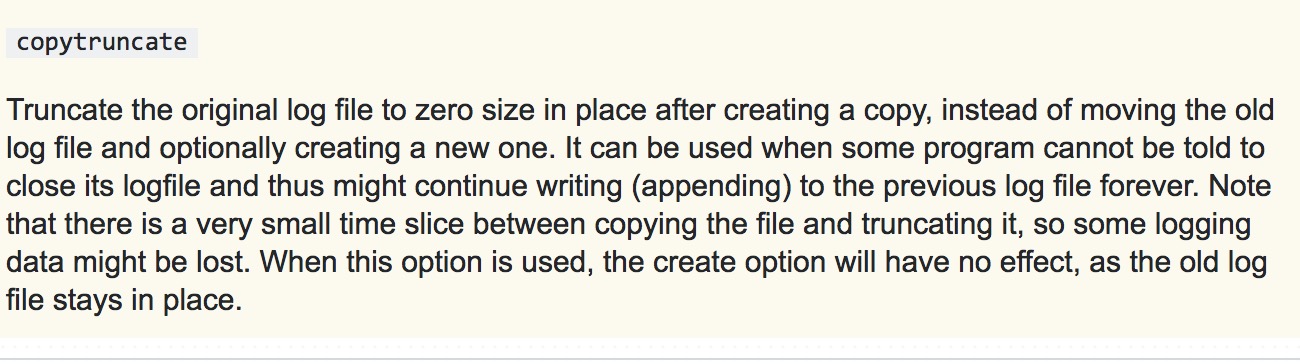 copytruncate
Truncate the original log file to zero size in place after creating a copy, instead of moving the old
log file and optionally creating a new one. It can be used when some program cannot be told to
close its logfile and thus might continue writing (appending) to the previous log file forever. Note
that there is a very small time slice between copying the file and truncating it, so some logging
data might be lost. When this option is used, the create option will have no effect, as the old log
file stays in place.